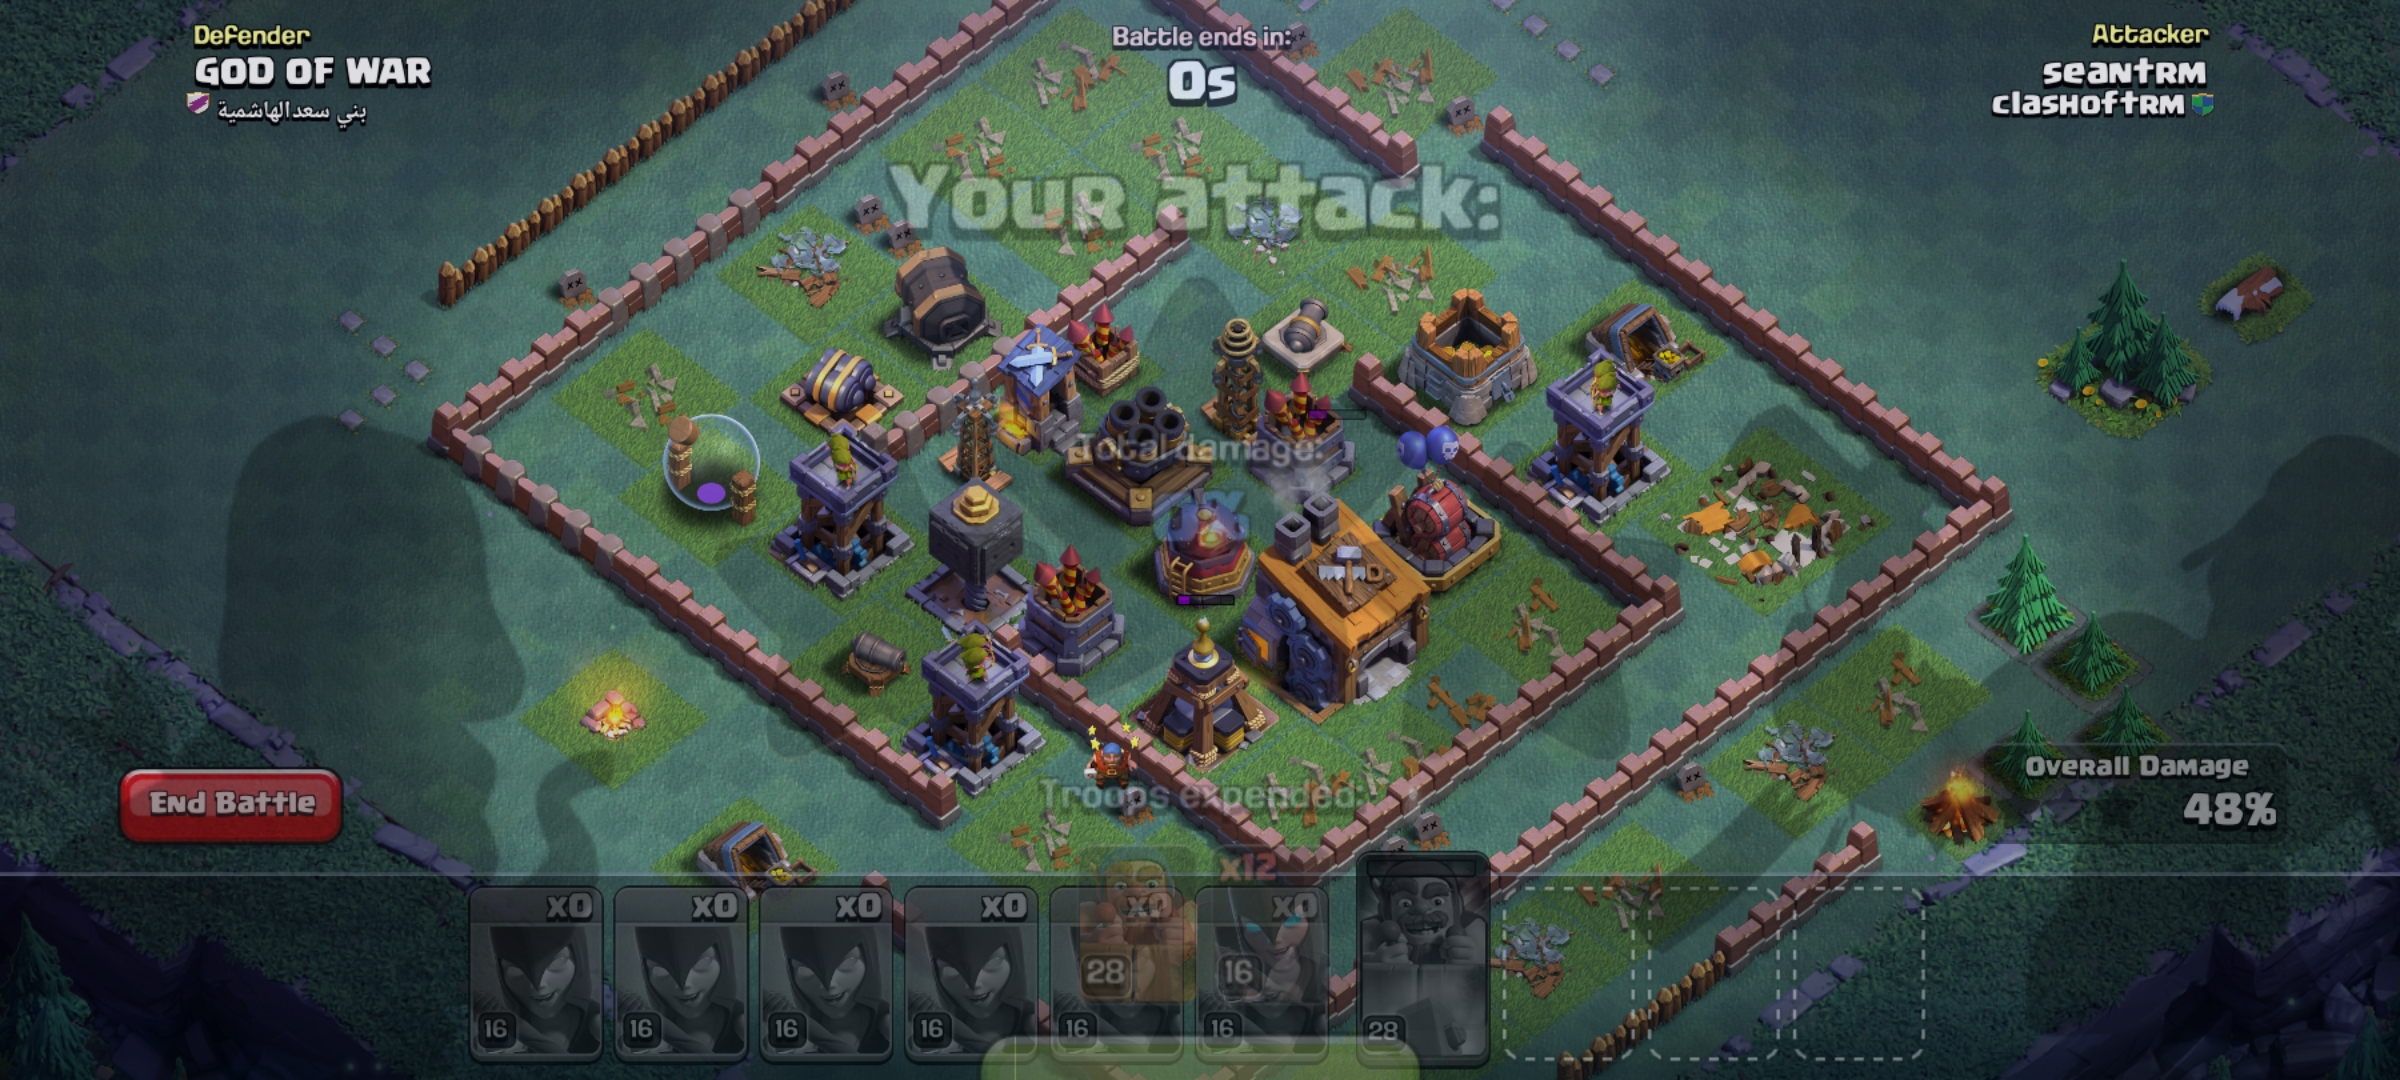 Defender
GOD OF WAR
بني سعد الهاشمية
Battle ends in:
0s
Attacker
seantRM
clashoftRM
Your attack:
Total damage:
Troops expended:
End Battle
Overall Damage
48%
x12
x0
x0
x0
x0
x0
x0
28
16
16
16
16
16
16
16
28